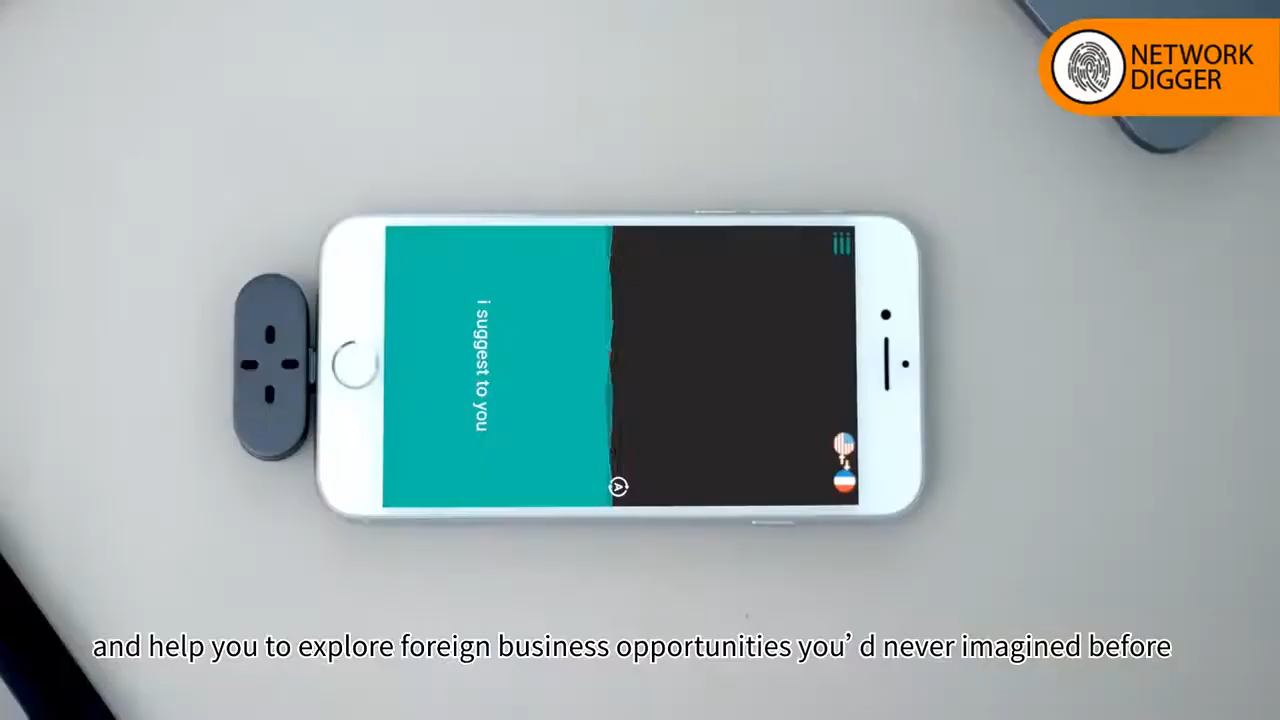 NETWORK
DIGGER
i suggest to you
A
and help you to explore foreign business opportunities you’ d never imagined before